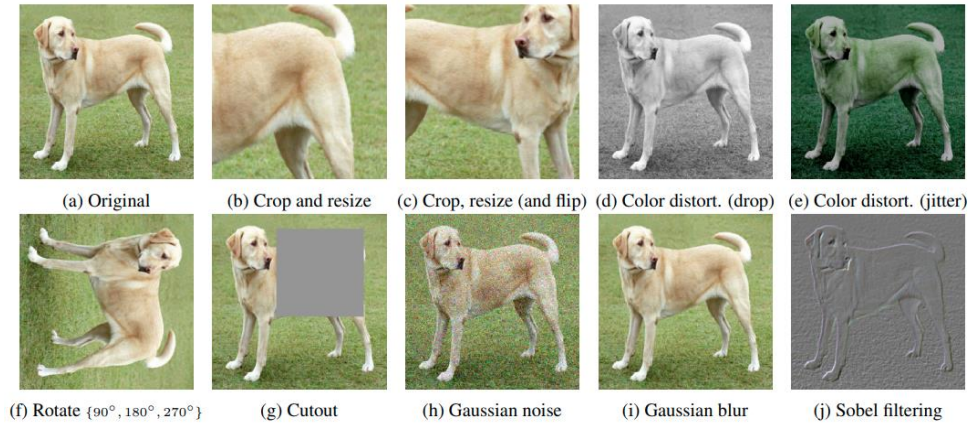 (a) Original
(b) Crop and resize
(c) Crop, resize (and flip)
(d) Color distort. (drop)
(e) Color distort. (jitter)
(f) Rotate {90°, 180°, 270°}
(g) Cutout
(h) Gaussian noise
(i) Gaussian blur
(j) Sobel filtering